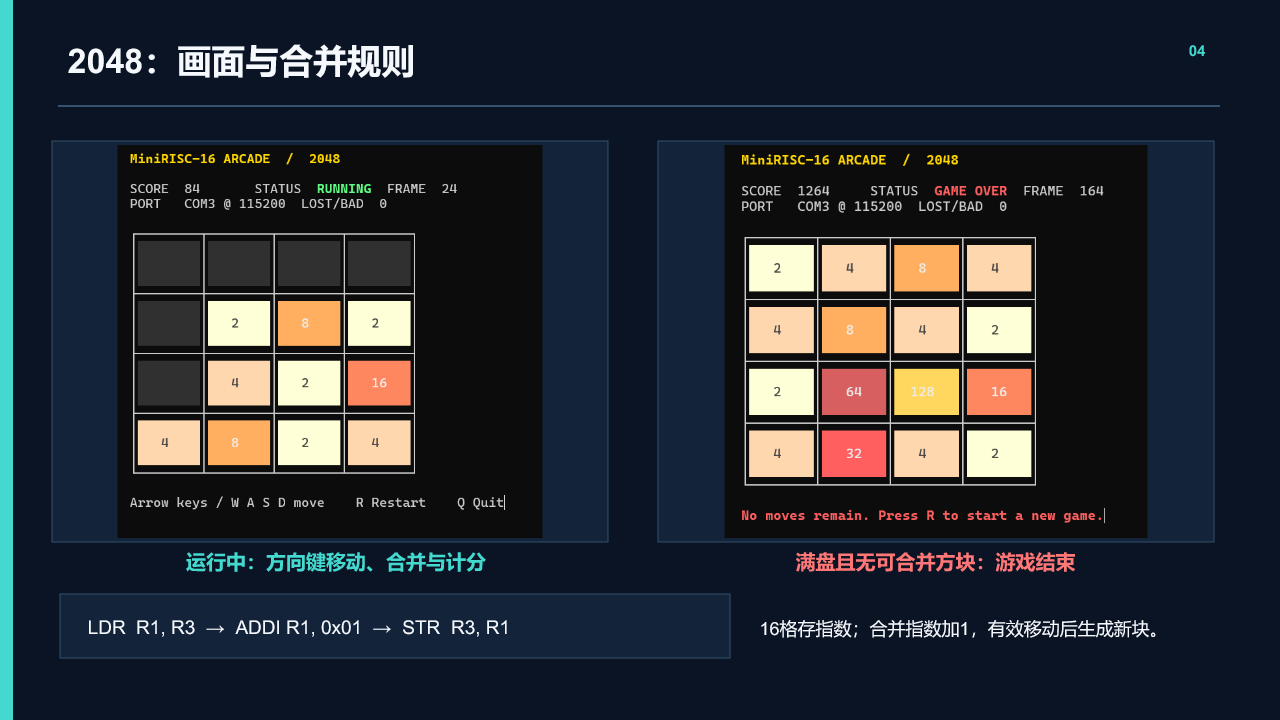 2048：画面与合并规则
04
MiniRISC-16 ARCADE / 2048
SCORE 84 STATUS RUNNING FRAME 24
PORT COM3 @ 115200 LOST/BAD 0
2 8 2
4 2 16
4 8 2 4
Arrow keys / W A S D move R Restart Q Quit
运行中：方向键移动、合并与计分
MiniRISC-16 ARCADE / 2048
SCORE 1264 STATUS GAME OVER FRAME 164
PORT COM3 @ 115200 LOST/BAD 0
2 4 8 4
4 8 4 2
2 64 128 16
4 32 4 2
No moves remain. Press R to start a new game.
满盘且无可合并方块：游戏结束
LDR R1, R3 → ADDI R1, 0x01 → STR R3, R1
16格存指数；合并指数加1，有效移动后生成新块。